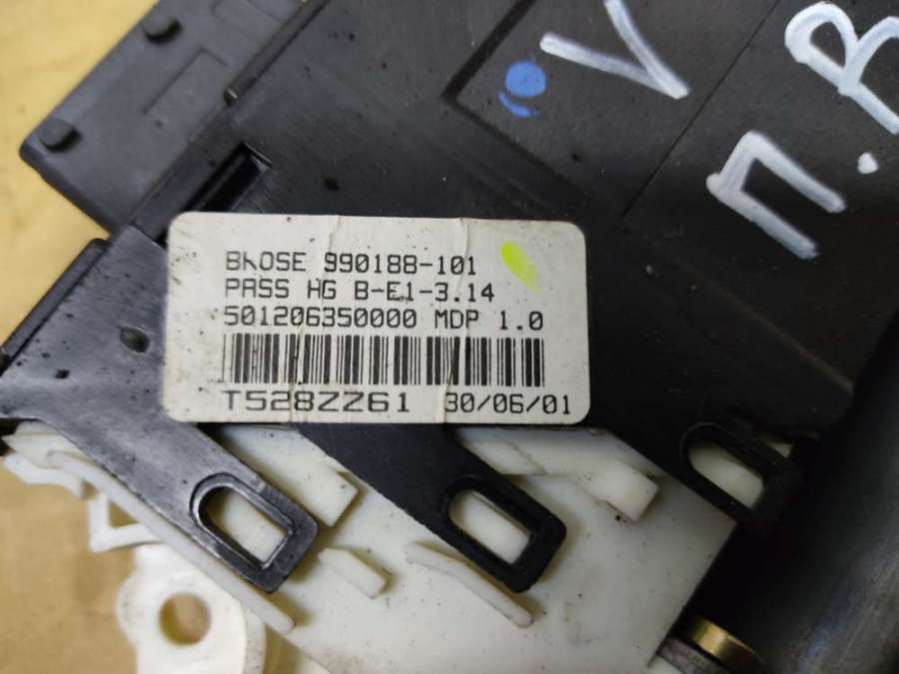 V
П.В
BROSE 990188-101
PASS HG B-E1-3.14
501206350000 MDP 1.0
T528ZZ61 30/06/01